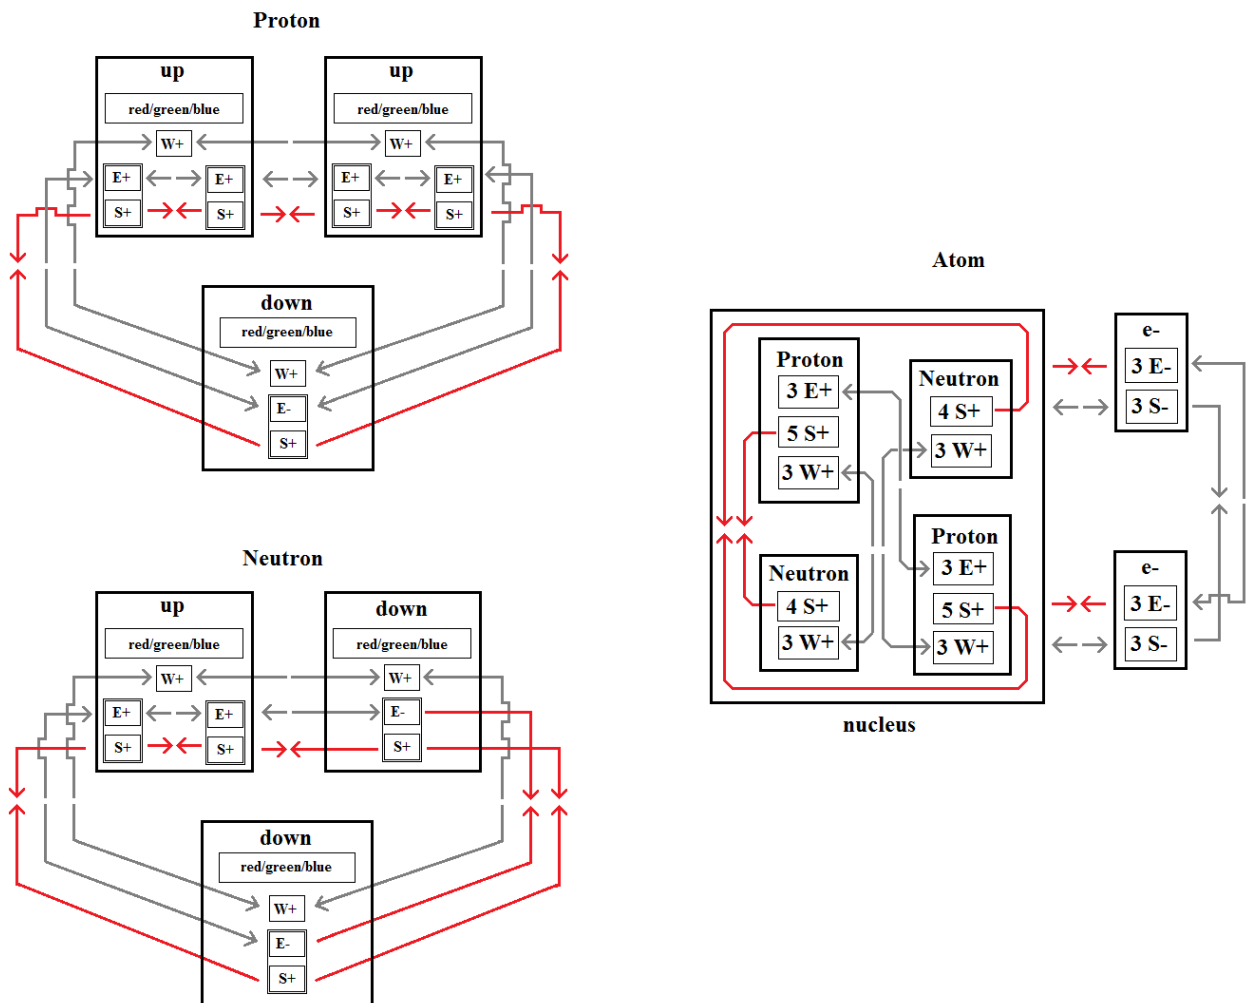 Proton
up
up
red/green/blue
red/green/blue
W+
W+
E+
E+
E+
E+
S+
S+
S+
S+
down
red/green/blue
W+
E-
S+
Neutron
up
down
red/green/blue
red/green/blue
W+
W+
E+
E+
E-
S+
S+
S+
down
red/green/blue
W+
E-
S+
Atom
Proton
3 E+
5 S+
3 W+
Neutron
4 S+
3 W+
Neutron
4 S+
3 W+
Proton
3 E+
5 S+
3 W+
nucleus
e-
3 E-
3 S-
e-
3 E-
3 S-